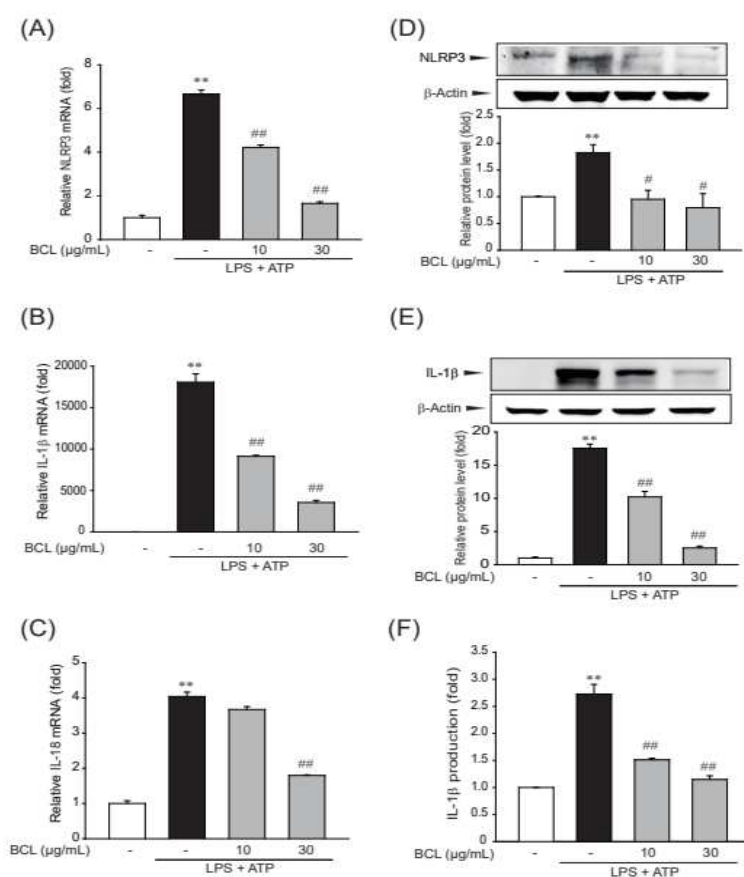 (A)
Relative NLRP3 mRNA (fold)
8
6
4
2
0
**
##
##
BCL (μg/mL)
-
-
10
30
LPS + ATP
(B)
Relative IL-1β mRNA (fold)
20000
15000
10000
5000
0
**
##
##
BCL (μg/mL)
-
-
10
30
LPS + ATP
(C)
Relative IL-18 mRNA (fold)
5
4
3
2
1
0
**
##
BCL (μg/mL)
-
-
10
30
LPS + ATP
(D)
NLRP3
β-Actin
Relative protein level (fold)
2.5
2.0
1.5
1.0
0.5
0.0
**
#
#
BCL (μg/mL)
-
-
10
30
LPS + ATP
(E)
IL-1β
β-Actin
Relative protein level (fold)
20
15
10
5
0
**
##
##
BCL (μg/mL)
-
-
10
30
LPS + ATP
(F)
IL-1β production (fold)
3.5
3.0
2.5
2.0
1.5
1.0
0.5
0.0
**
##
##
BCL (μg/mL)
-
-
10
30
LPS + ATP